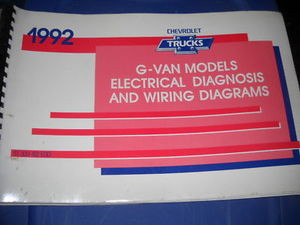 1992
CHEVROLET
TRUCKS
G-VAN MODELS
ELECTRICAL DIAGNOSIS
AND WIRING DIAGRAMS